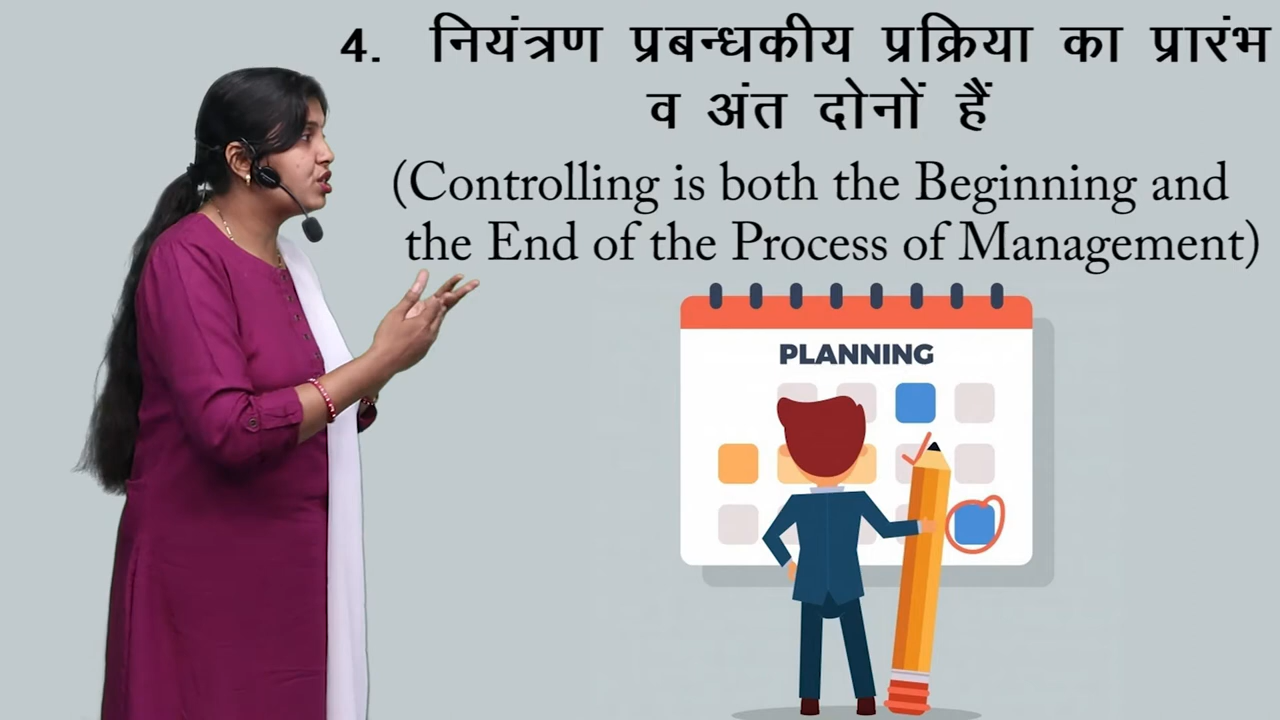 4. नियंत्रण प्रबन्धकीय प्रक्रिया का प्रारंभ
व अंत दोनों हैं
(Controlling is both the Beginning and
the End of the Process of Management)
PLANNING